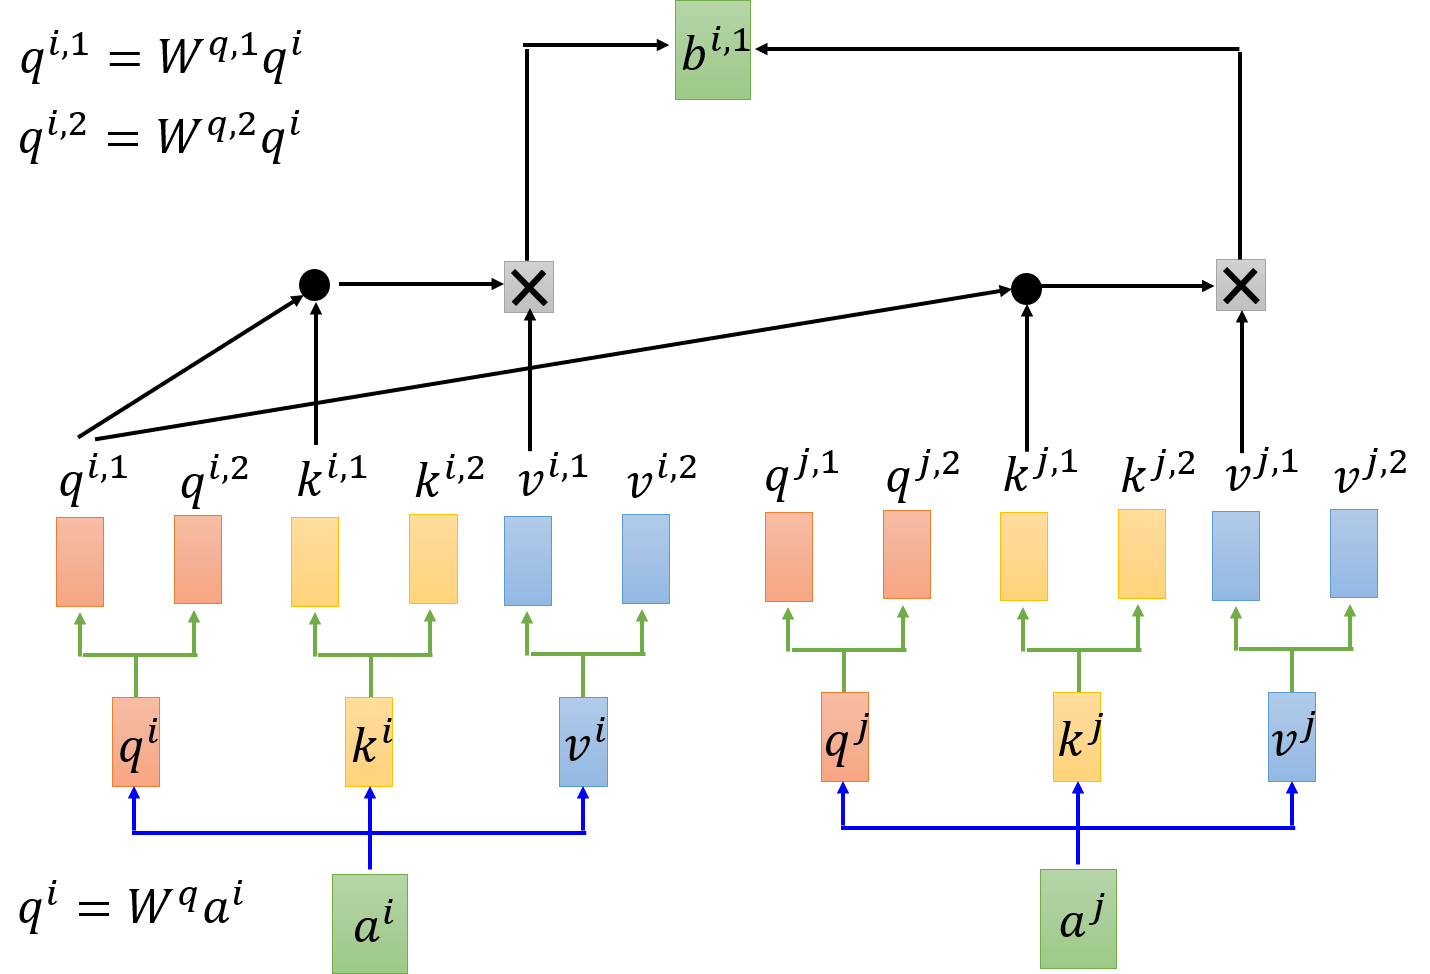 q^{i,1} = W^{q,1}q^i
b^{i,1}
q^{i,2} = W^{q,2}q^i
q^{i,1} q^{i,2} k^{i,1} k^{i,2} v^{i,1} v^{i,2} q^{j,1} q^{j,2} k^{j,1} k^{j,2} v^{j,1} v^{j,2}
q^i k^i v^i q^j k^j v^j
q^i = W^q a^i
a^i a^j